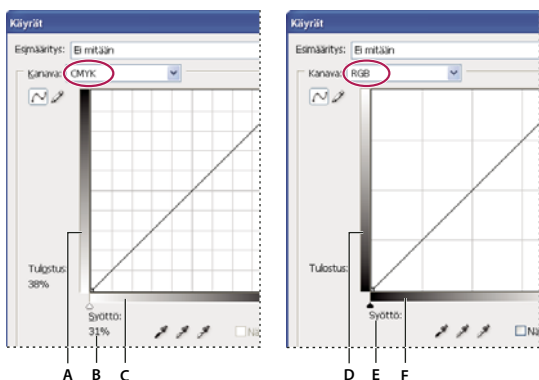 Käyrät
Esimääritys: Ei mitään
Kanava: CMYK
Tulostus:
38%
Syöttö:
31%
A B C
Käyrät
Esimääritys: Ei mitään
Kanava: RGB
Tulostus:
Syöttö:
D E F